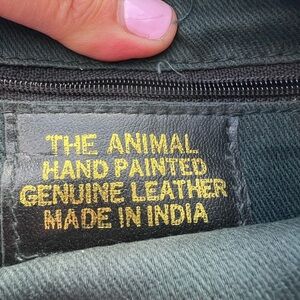 THE ANIMAL
HAND PAINTED
GENUINE LEATHER
MADE IN INDIA